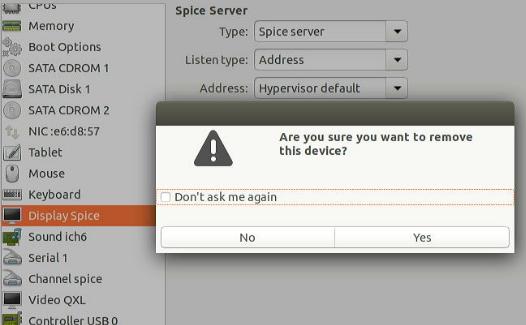 CPUs
Memory
Boot Options
SATA CDROM 1
SATA Disk 1
SATA CDROM 2
NIC :e6:d8:57
Tablet
Mouse
Keyboard
Display Spice
Sound ich6
Serial 1
Channel spice
Video QXL
Controller USB 0
Spice Server
Type: Spice server
Listen type: Address
Address: Hypervisor default
Are you sure you want to remove
this device?
Don't ask me again
No Yes